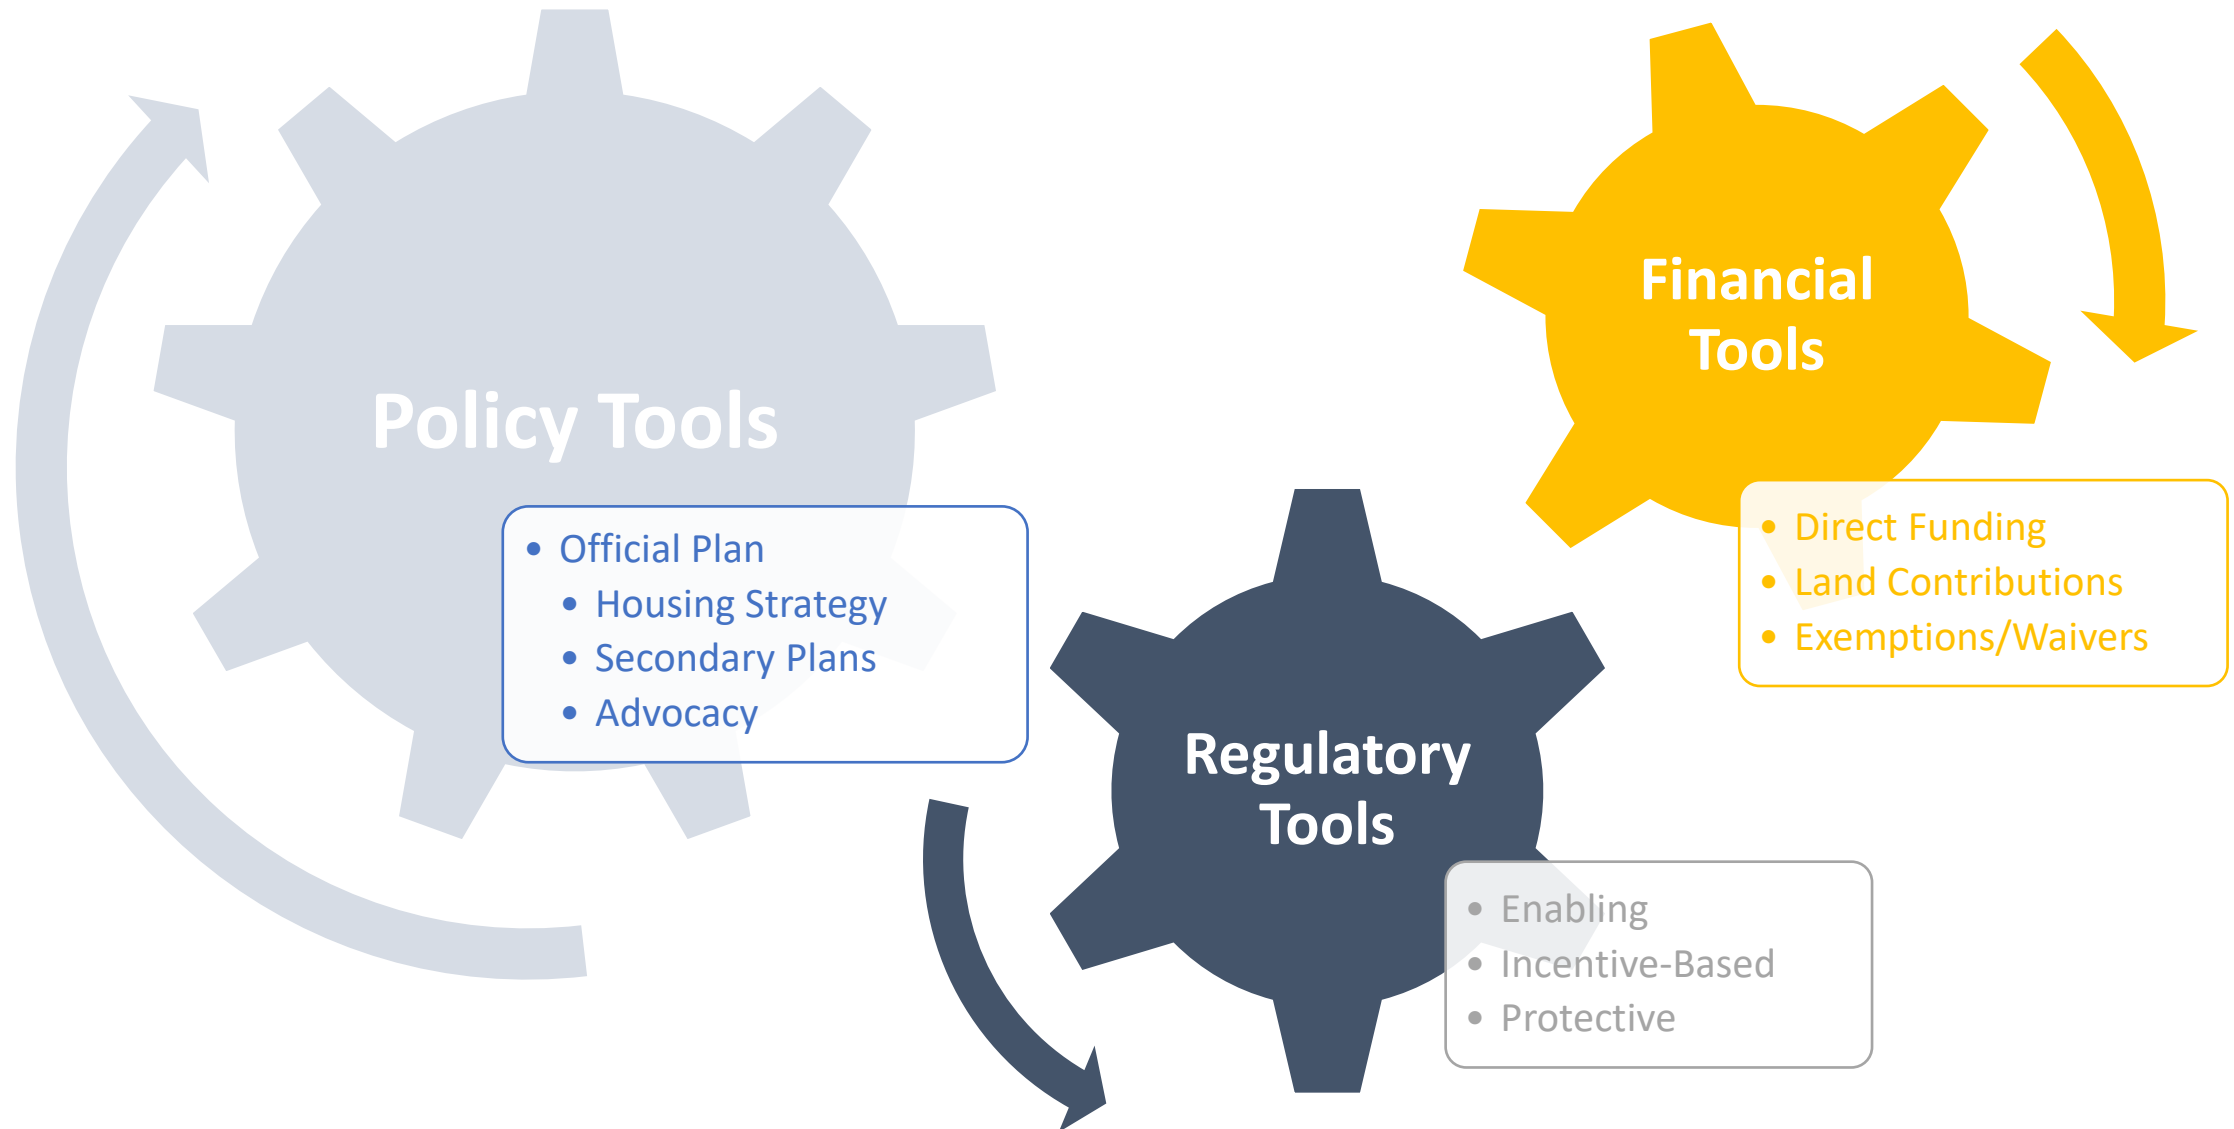 Policy Tools
• Official Plan
• Housing Strategy
• Secondary Plans
• Advocacy
Regulatory
Tools
• Enabling
• Incentive-Based
• Protective
Financial
Tools
• Direct Funding
• Land Contributions
• Exemptions/Waivers